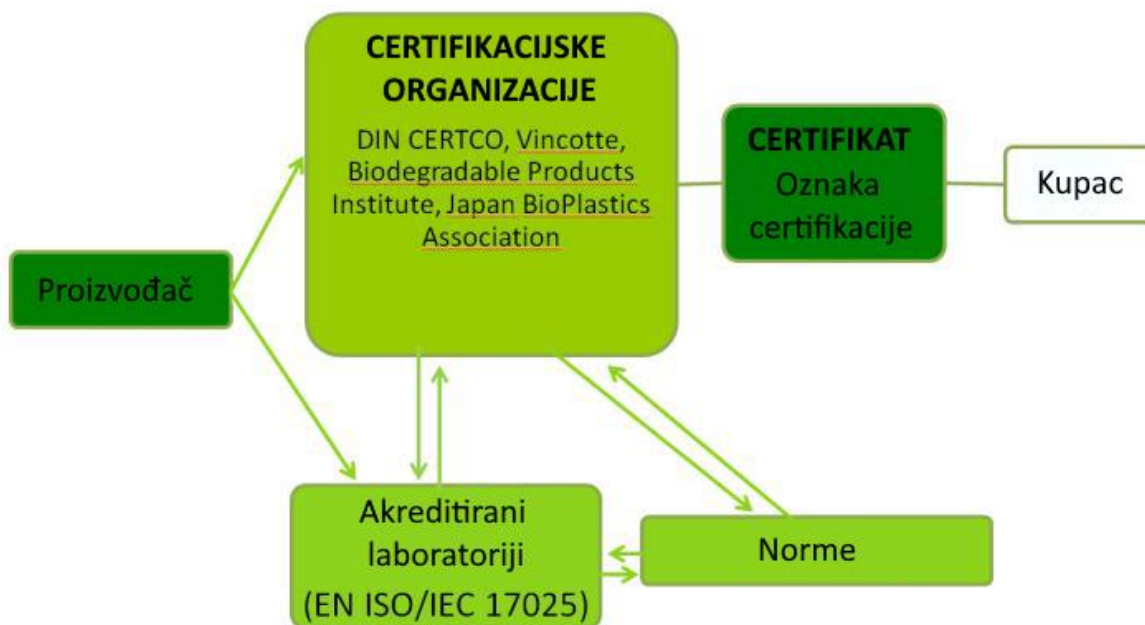 CERTIFIKACIJSKE
ORGANIZACIJE
DIN CERTCO, Vincotte,
Biodegradable Products
Institute, Japan BioPlastics
Association
CERTIFIKAT
Oznaka
certifikacije
Kupac
Proizvođač
Akreditirani
laboratoriji
(EN ISO/IEC 17025)
Norme